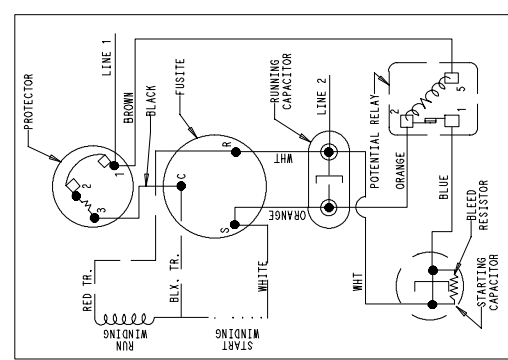 PROTECTOR
LINE 1
BROWN
BLACK
FUSITE
RUNNING
CAPACITOR
LINE 2
POTENTIAL RELAY
5
2
1
ORANGE
BLUE
BLEED
RESISTOR
STARTING
CAPACITOR
1
2
3
R
C
S
WHT
ORANGE
WHT
RED TR.
BLK. TR.
WHITE
RUN
WINDING
START
WINDING